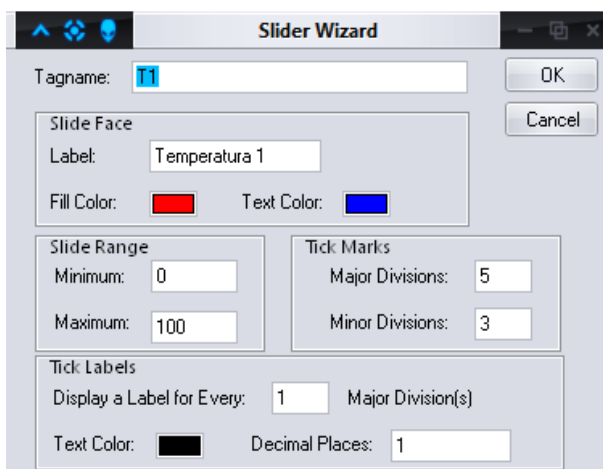 Slider Wizard
Tagname: T1 OK
Cancel
Slide Face
Label: Temperatura 1
Fill Color: Text Color:
Slide Range
Minimum: 0
Maximum: 100
Tick Marks
Major Divisions: 5
Minor Divisions: 3
Tick Labels
Display a Label for Every: 1 Major Division(s)
Text Color: Decimal Places: 1